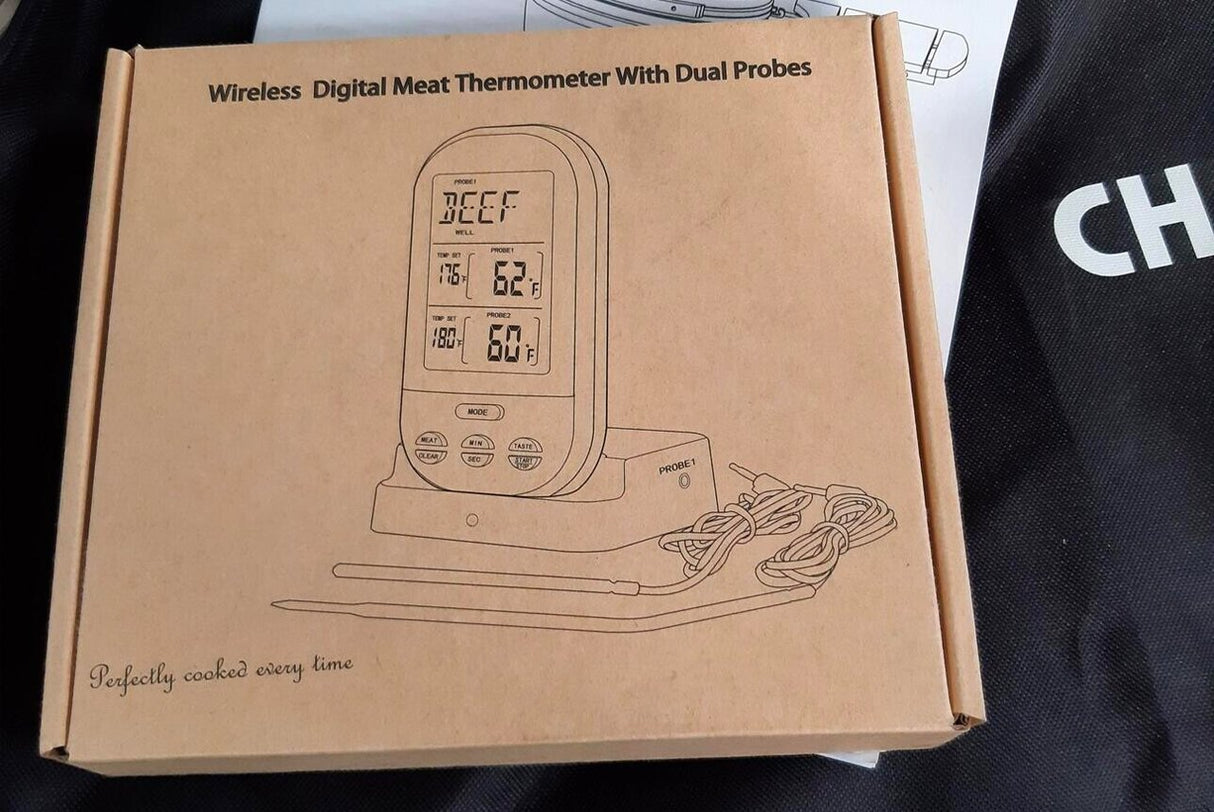 Wireless Digital Meat Thermometer With Dual Probes
PROBE1
BEEF
WELL
TEMP SET
PROBE1
176°F
62°F
TEMP SET
PROBE2
180°F
60°F
MODE
MEAT
MIN
TASTE
CLEAR
SEC
START
STOP
PROBE1
Perfectly cooked every time
CH